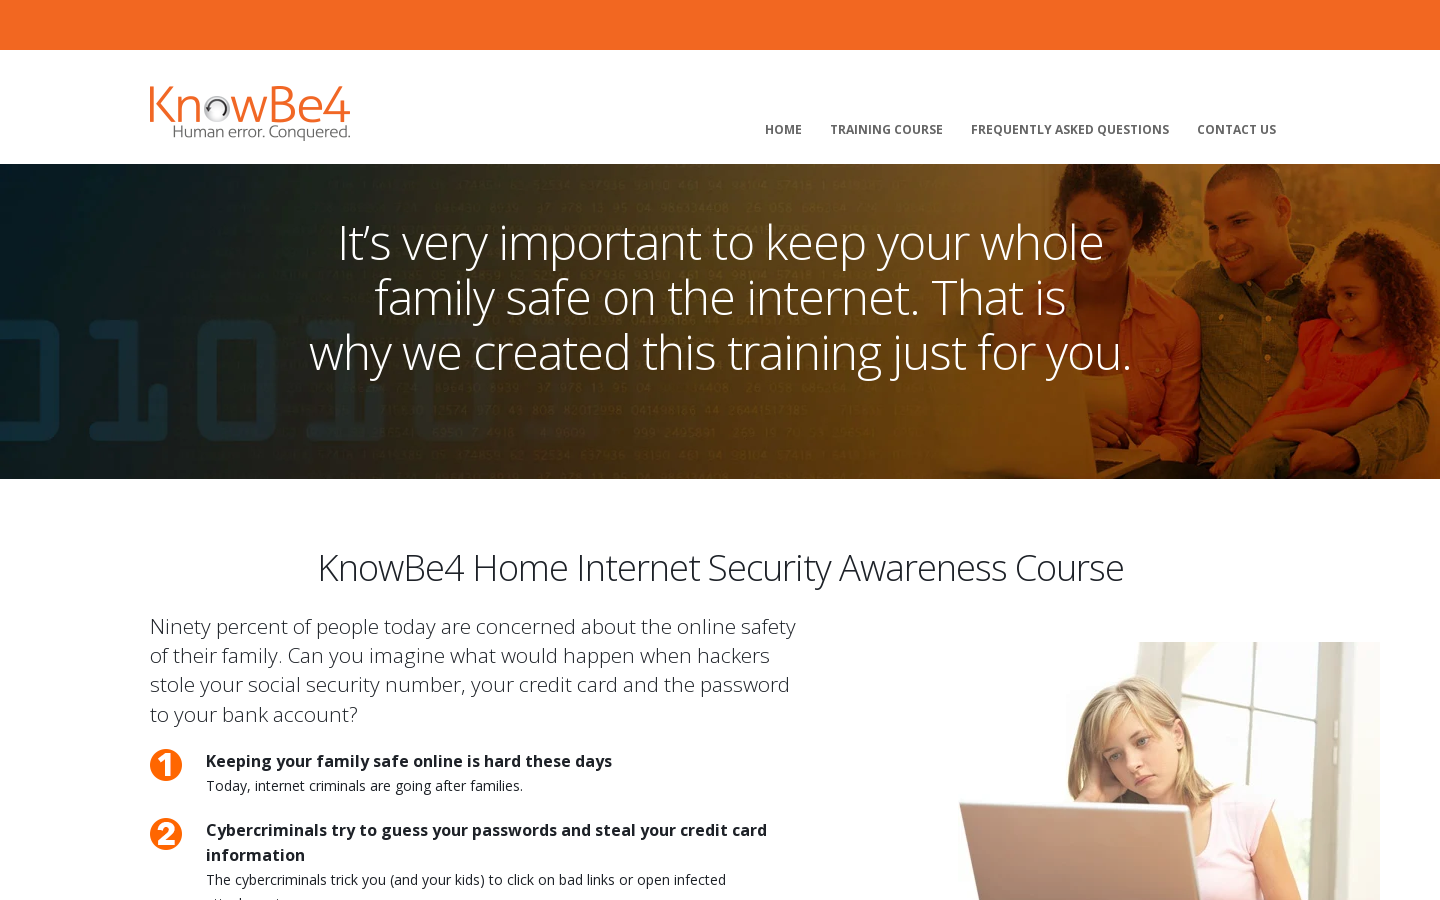 KnowBe4
Human error. Conquered.
HOME TRAINING COURSE FREQUENTLY ASKED QUESTIONS CONTACT US
It’s very important to keep your whole
family safe on the internet. That is
why we created this training just for you.
KnowBe4 Home Internet Security Awareness Course
Ninety percent of people today are concerned about the online safety
of their family. Can you imagine what would happen when hackers
stole your social security number, your credit card and the password
to your bank account?
1 Keeping your family safe online is hard these days
Today, internet criminals are going after families.
2 Cybercriminals try to guess your passwords and steal your credit card
information
The cybercriminals trick you (and your kids) to click on bad links or open infected